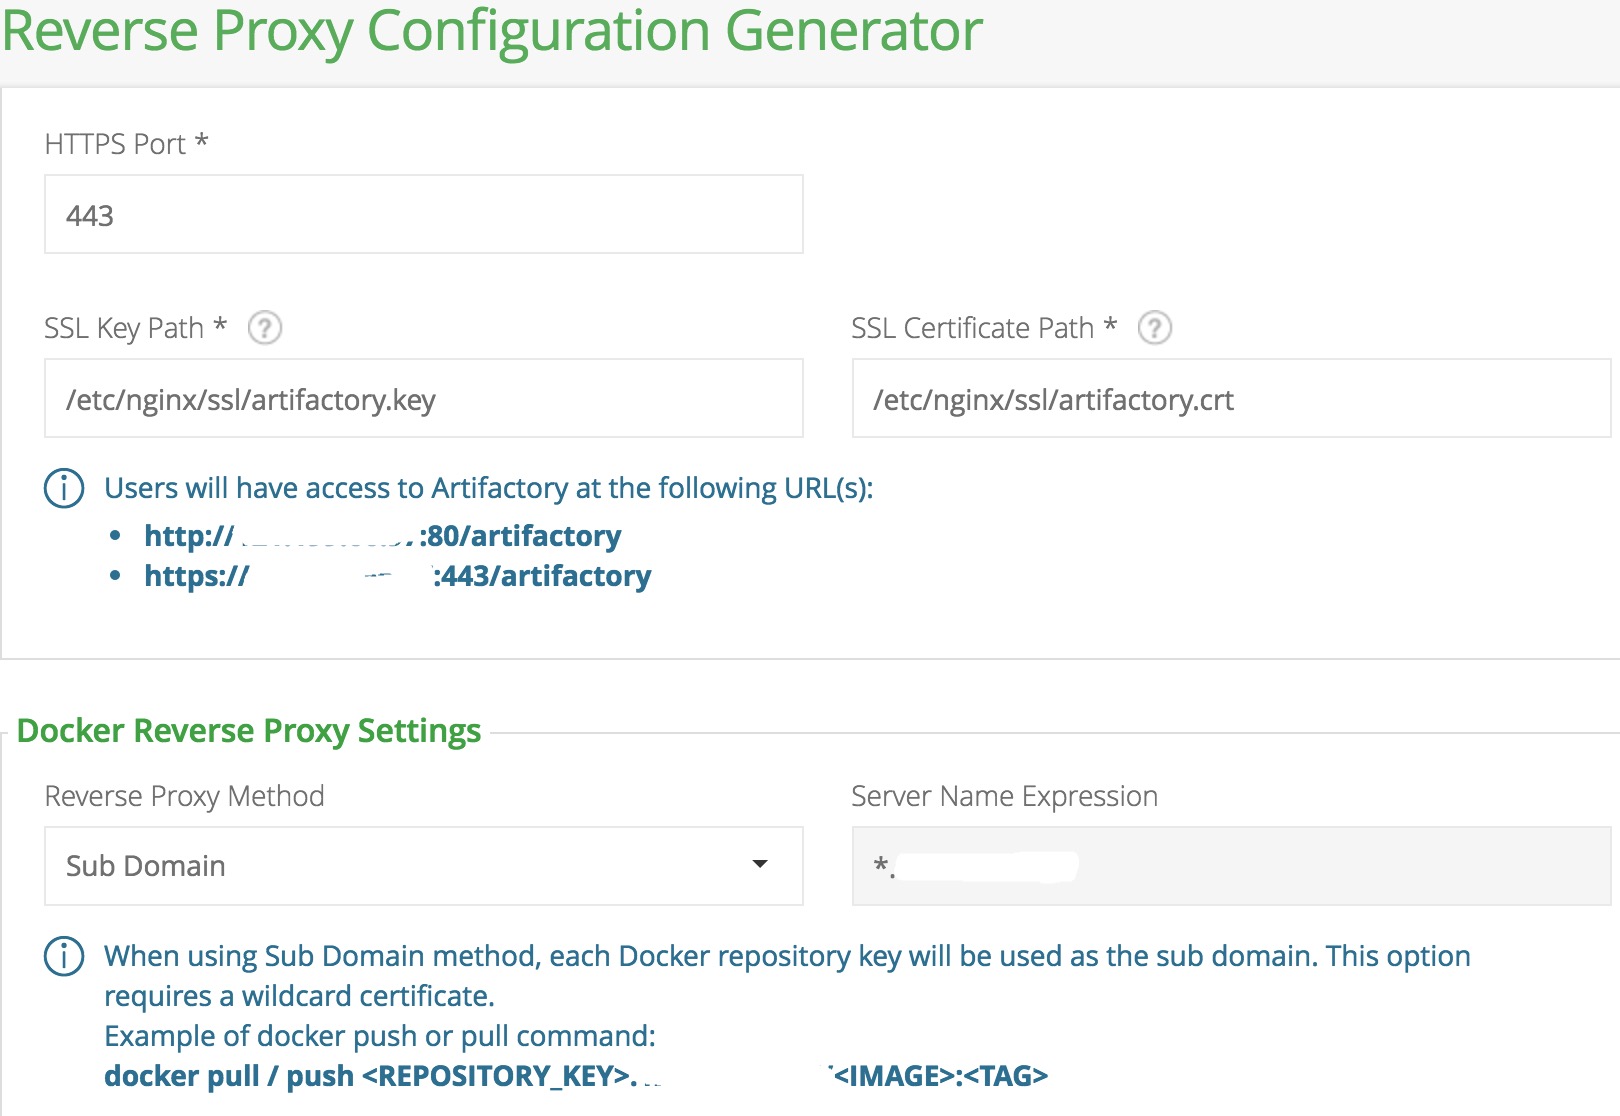 Reverse Proxy Configuration Generator
HTTPS Port *
443
SSL Key Path * ?
SSL Certificate Path * ?
/etc/nginx/ssl/artifactory.key
/etc/nginx/ssl/artifactory.crt
Users will have access to Artifactory at the following URL(s):
• http:// :80/artifactory
• https:// :443/artifactory
Docker Reverse Proxy Settings
Reverse Proxy Method
Server Name Expression
Sub Domain
*.
When using Sub Domain method, each Docker repository key will be used as the sub domain. This option
requires a wildcard certificate.
Example of docker push or pull command:
docker pull / push <REPOSITORY_KEY>. <IMAGE>:<TAG>